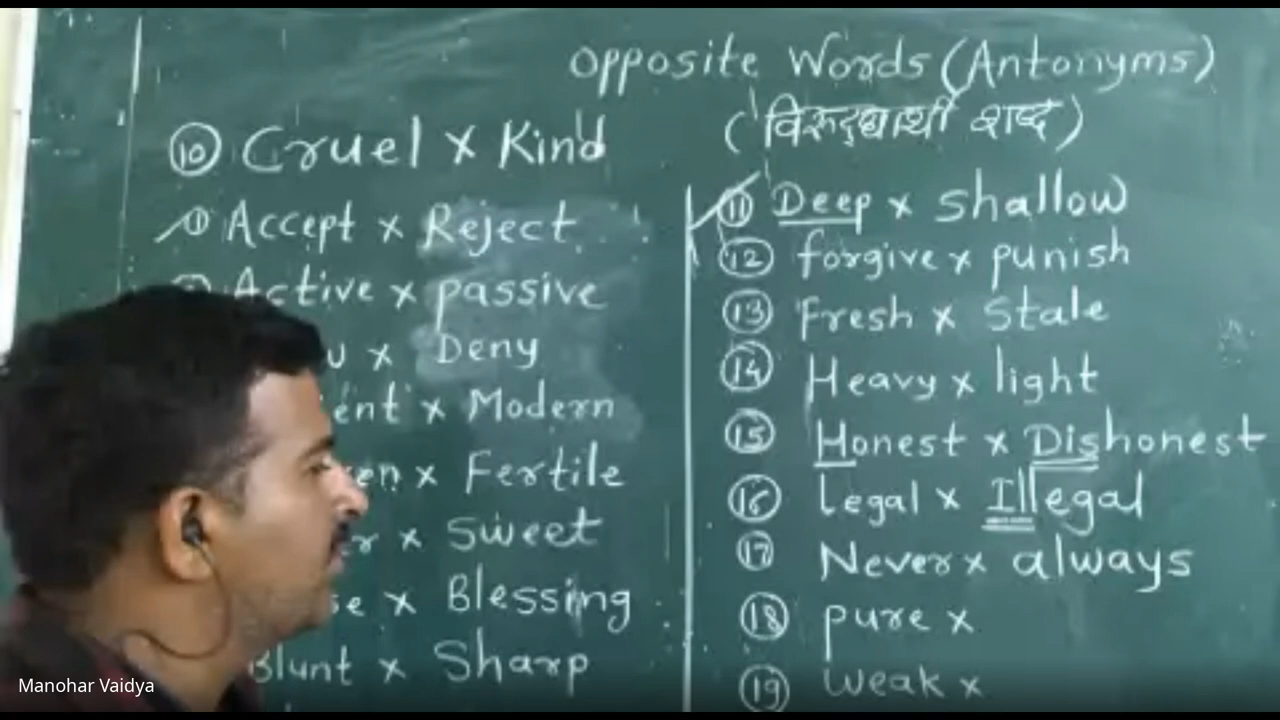 Opposite Words (Antonyms)
(विरूद्धार्थी शब्द)
10 Cruel x Kind
1 Accept x Reject
Active x passive
x Deny
ent x Modern
en x Fertile
r x Sweet
se x Blessing
Blunt x Sharp
11 Deep x shallow
12 forgive x punish
13 Fresh x Stale
14 Heavy x light
15 Honest x Dishonest
16 legal x Illegal
17 Never x always
18 pure x
19 weak x
Manohar Vaidya